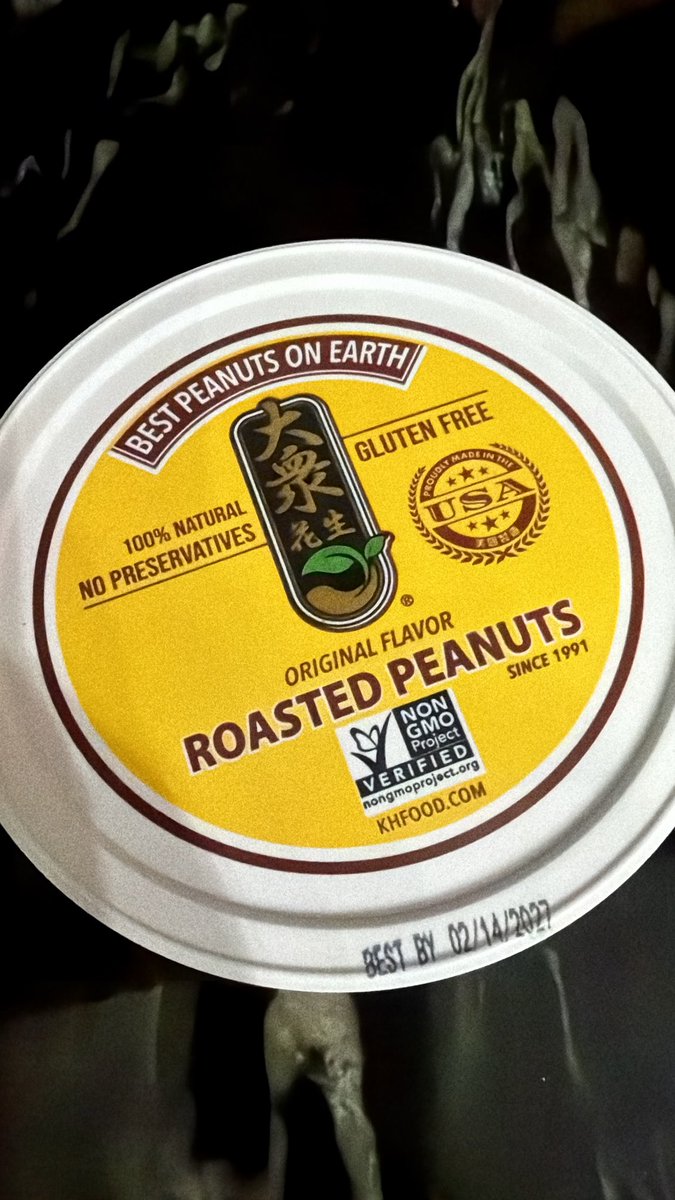 BEST PEANUTS ON EARTH
大衆
花生
®
GLUTEN FREE
100% NATURAL
NO PRESERVATIVES
PROUDLY MADE IN THE
USA
ORIGINAL FLAVOR
ROASTED PEANUTS
SINCE 1991
NON
GMO
Project
VERIFIED
nongmoproject.org
KHFOOD.COM
BEST BY 02/14/2027